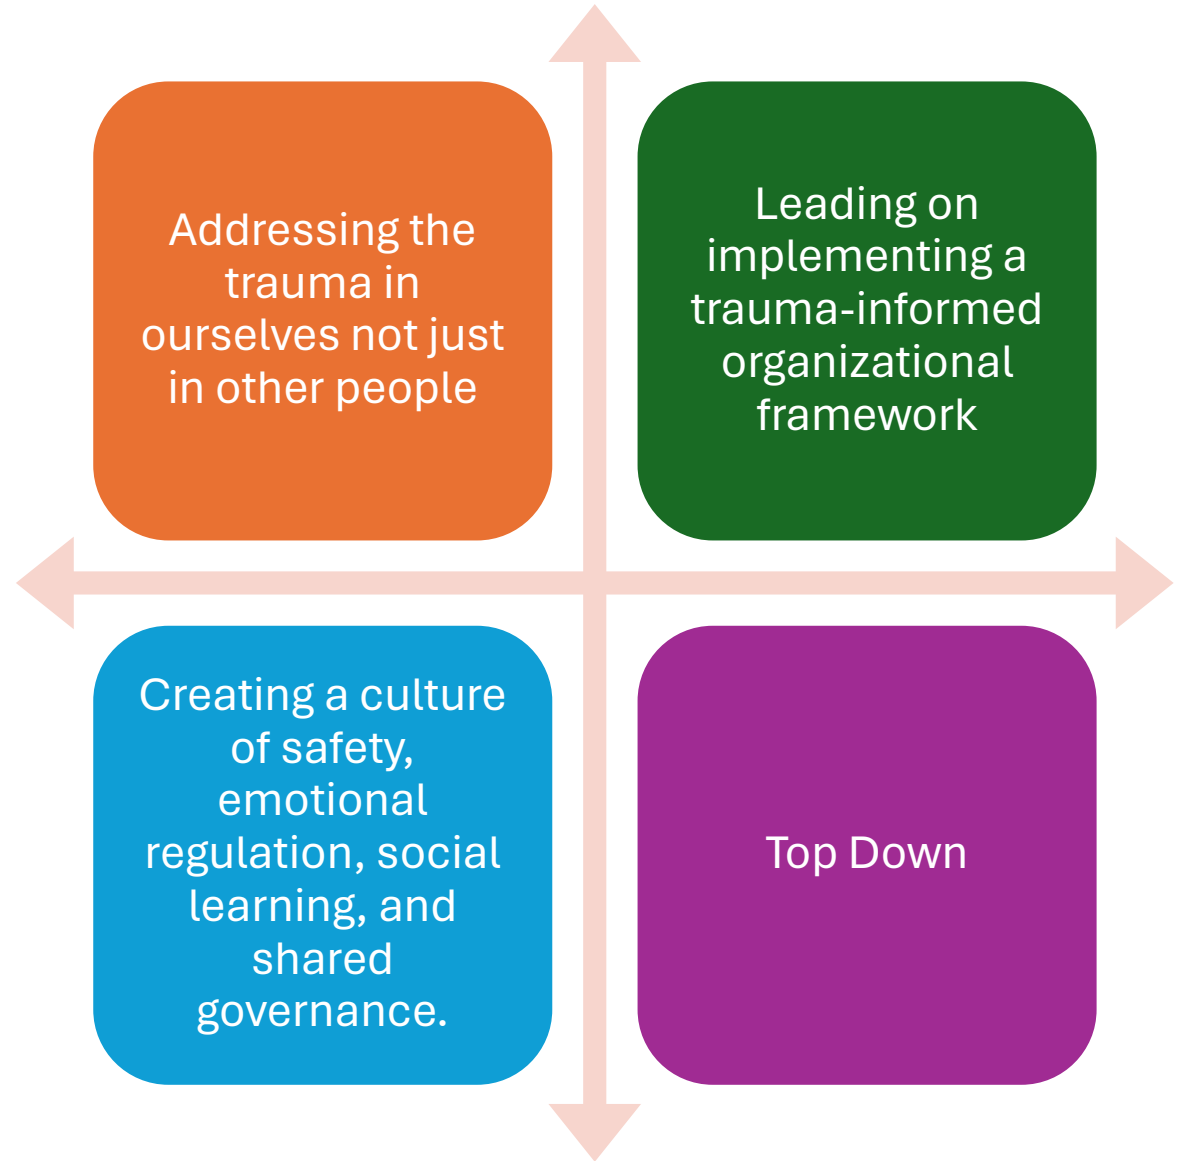 Addressing the
trauma in
ourselves not just
in other people
Leading on
implementing a
trauma-informed
organizational
framework
Creating a culture
of safety,
emotional
regulation, social
learning, and
shared
governance.
Top Down